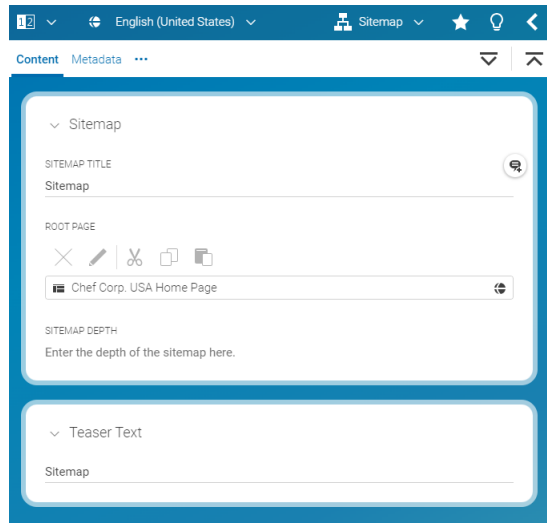 12 English (United States) Sitemap
Content Metadata ...
Sitemap
SITEMAP TITLE
Sitemap
ROOT PAGE
Chef Corp. USA Home Page
SITEMAP DEPTH
Enter the depth of the sitemap here.
Teaser Text
Sitemap